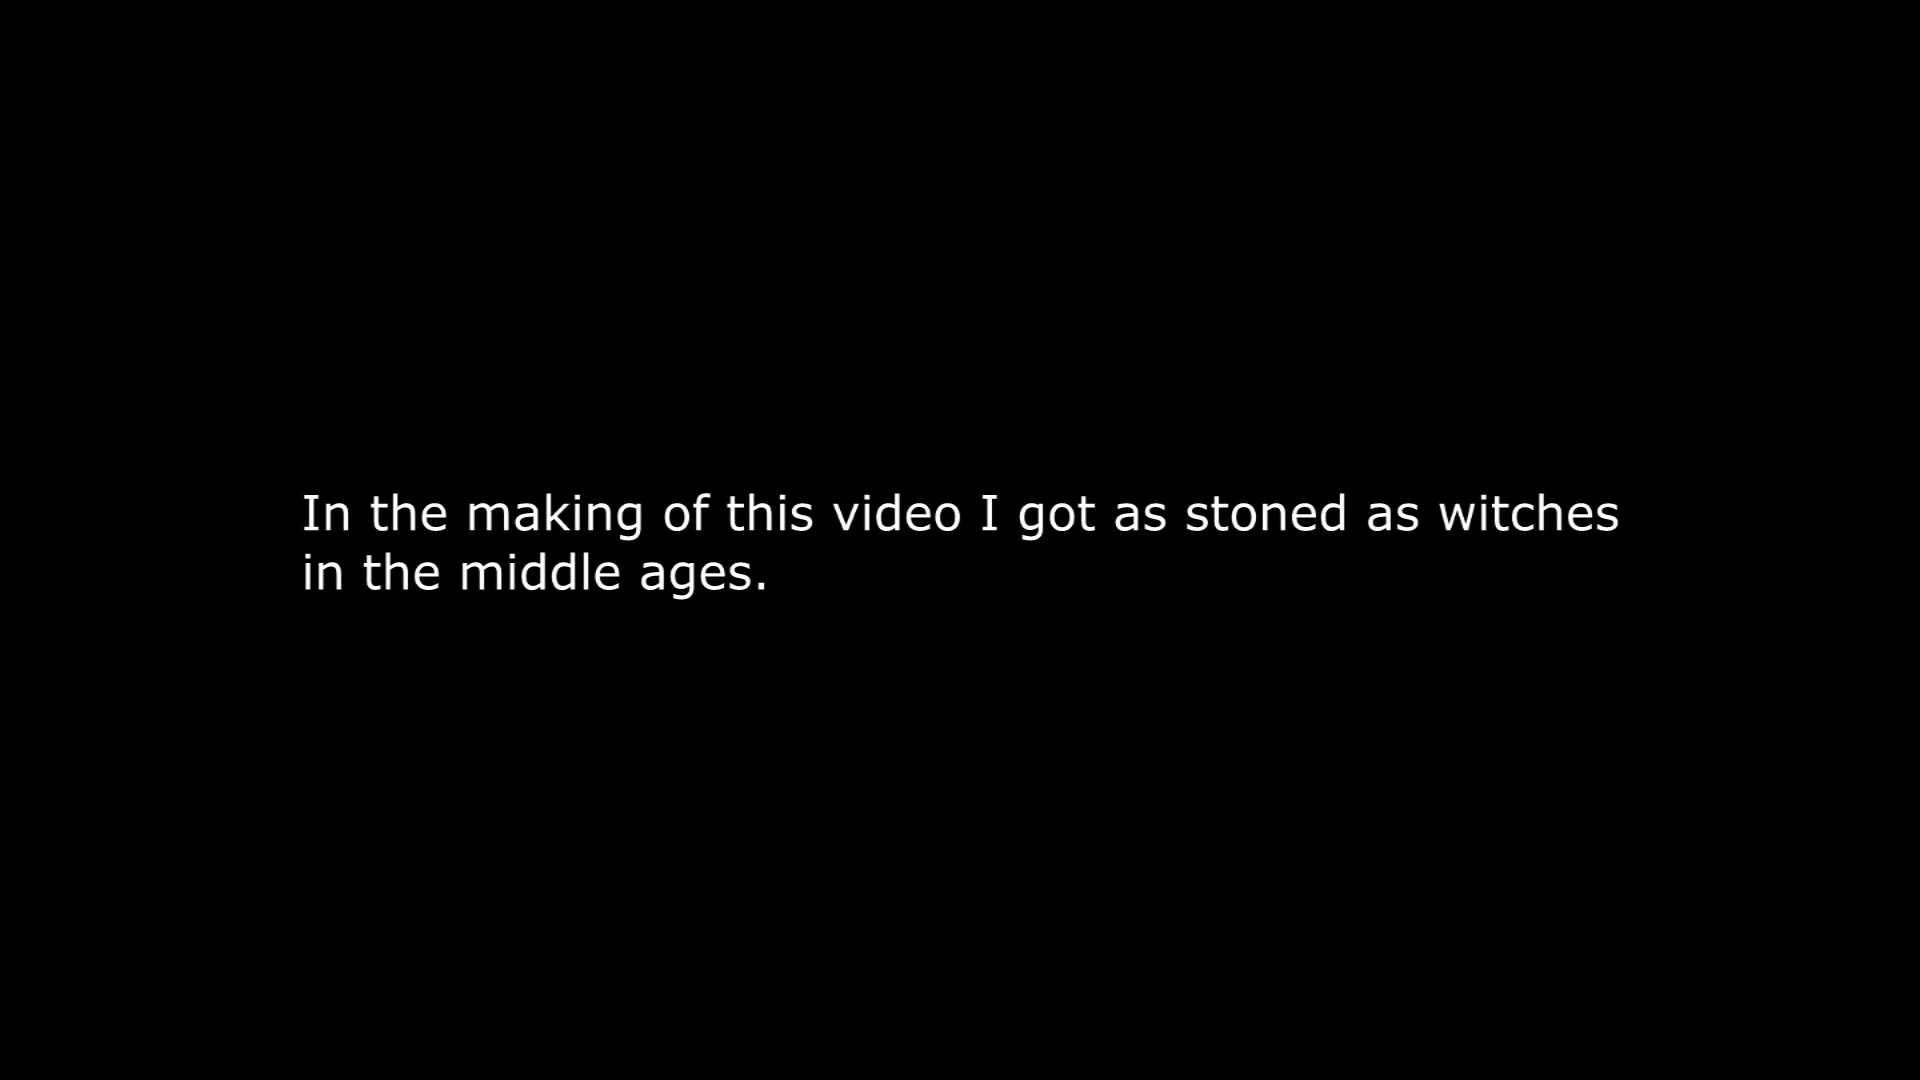 In the making of this video I got as stoned as witches
in the middle ages.